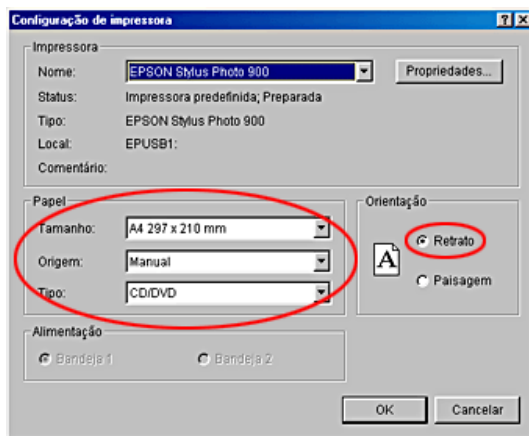 Configuração de impressora
Impressora
Nome: EPSON Stylus Photo 900 Propriedades...
Status: Impressora predefinida; Preparada
Tipo: EPSON Stylus Photo 900
Local: EPUSB1:
Comentário:
Papel
Tamanho: A4 297 x 210 mm
Origem: Manual
Tipo: CD/DVD
Orientação
A
Retrato
Paisagem
Alimentação
Bandeja 1 Bandeja 2
OK Cancelar